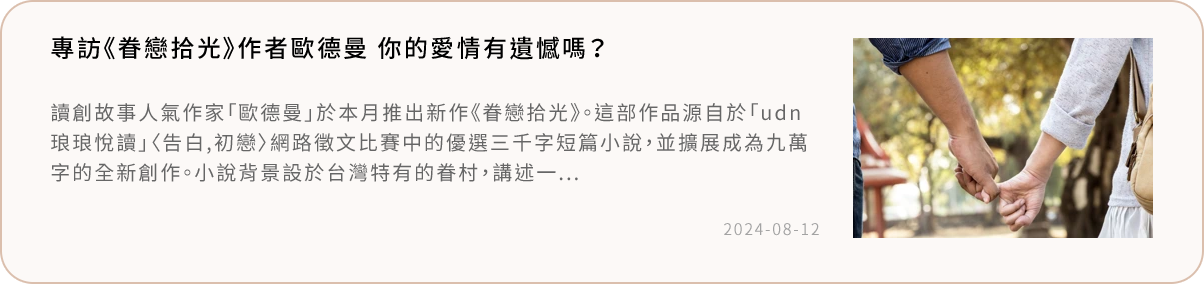 專訪《眷戀拾光》作者歐德曼 你的愛情有遺憾嗎？
讀創故事人氣作家「歐德曼」於本月推出新作《眷戀拾光》。這部作品源自於「udn
琅琅悅讀」〈告白,初戀〉網路徵文比賽中的優選三千字短篇小說，並擴展成為九萬
字的全新創作。小說背景設於台灣特有的眷村，講述一...
2024-08-12